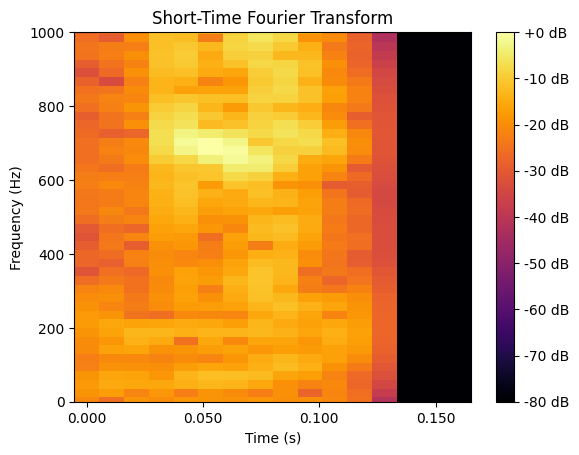 Short-Time Fourier Transform
1000
800
600
400
200
0
Frequency (Hz)
0.000
0.050
0.100
0.150
Time (s)
+0 dB
-10 dB
-20 dB
-30 dB
-40 dB
-50 dB
-60 dB
-70 dB
-80 dB